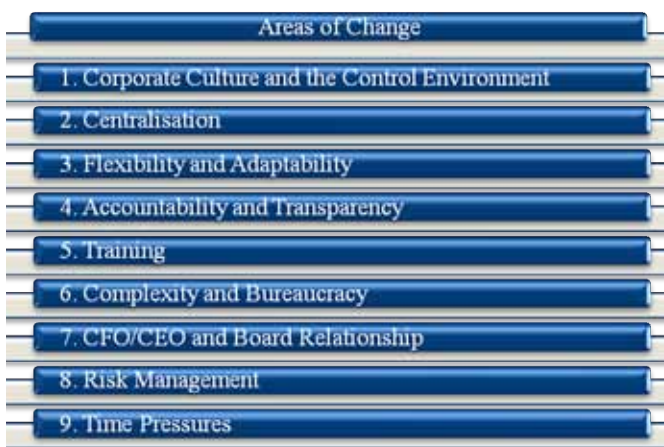 Areas of Change
1. Corporate Culture and the Control Environment
2. Centralisation
3. Flexibility and Adaptability
4. Accountability and Transparency
5. Training
6. Complexity and Bureaucracy
7. CFO/CEO and Board Relationship
8. Risk Management
9. Time Pressures